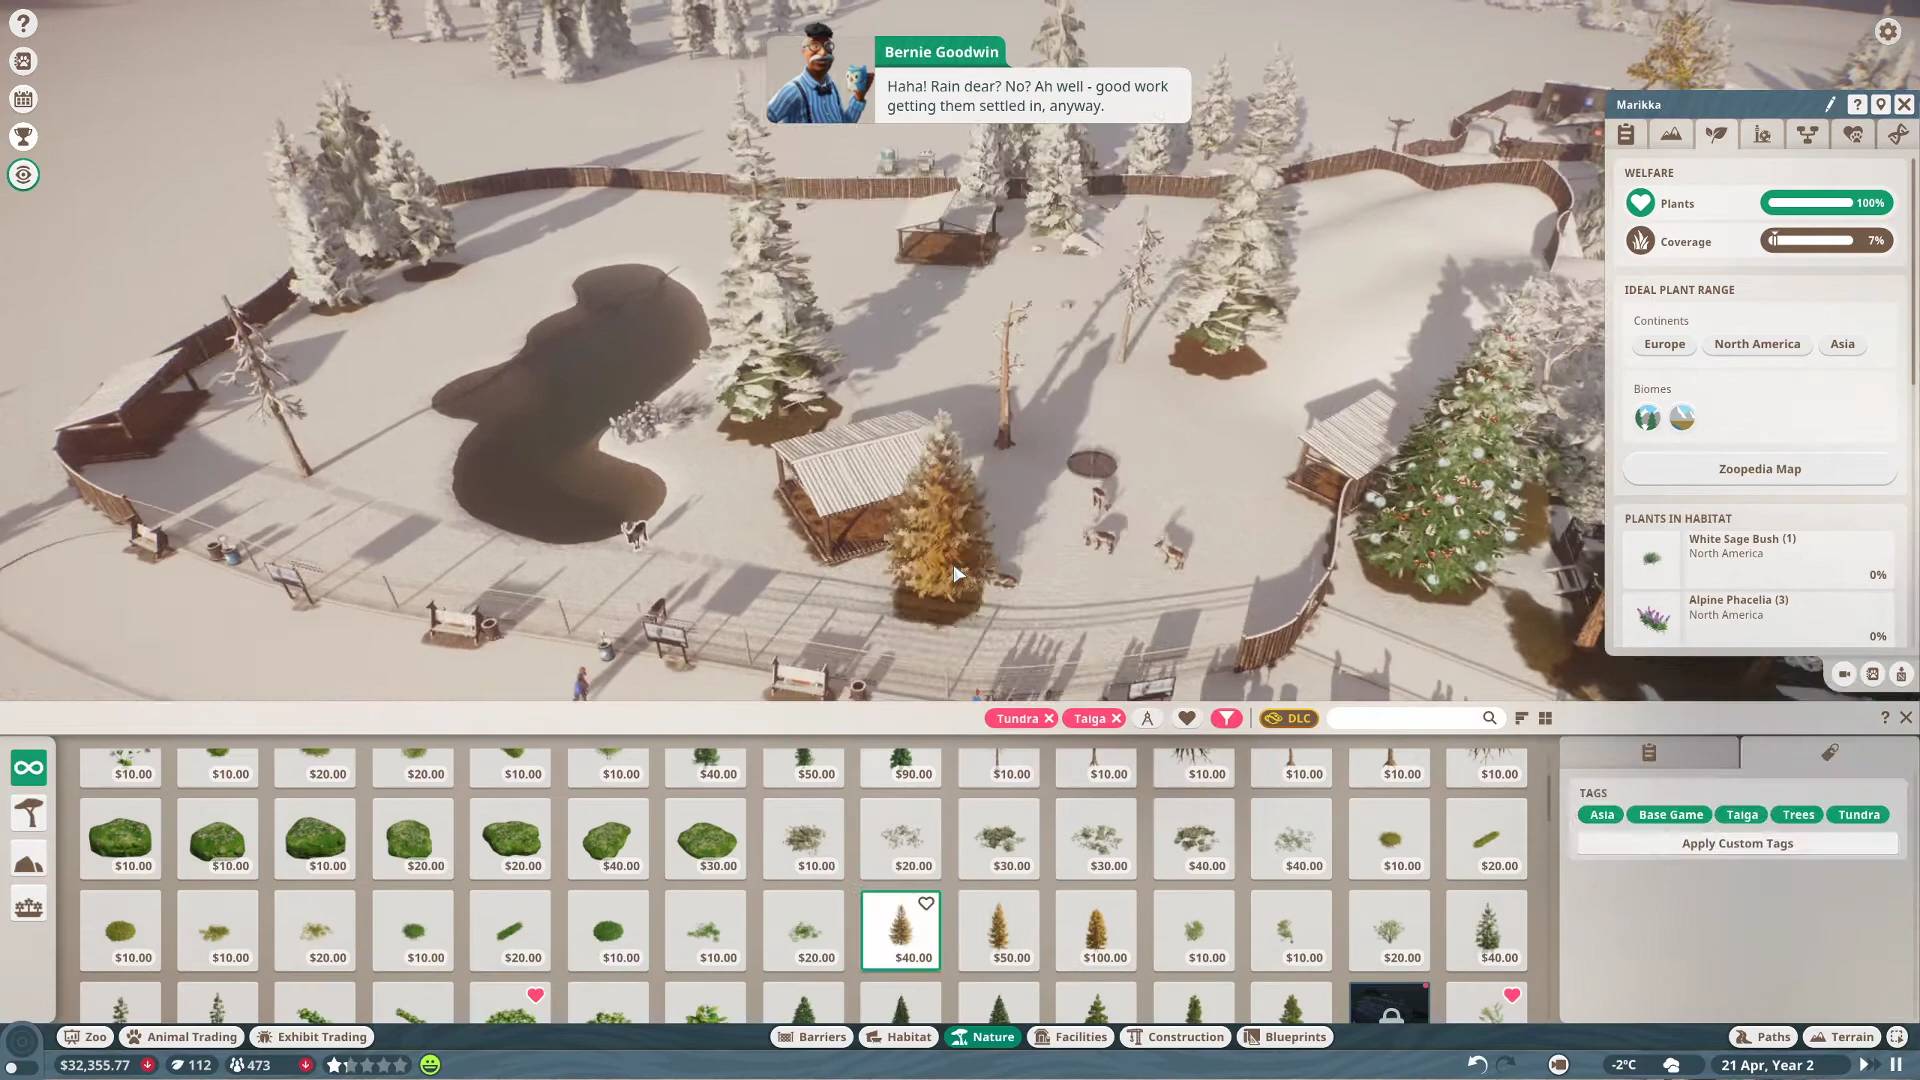 Bernie Goodwin
Haha! Rain dear? No? Ah well - good work
getting them settled in, anyway.
Marikka
WELFARE
Plants 100%
Coverage 7%
IDEAL PLANT RANGE
Continents
Europe North America Asia
Biomes
Zoopedia Map
PLANTS IN HABITAT
White Sage Bush (1)
North America
0%
Alpine Phacelia (3)
North America
0%
Tundra Taiga DLC
$10.00 $10.00 $20.00 $20.00 $10.00 $10.00 $40.00 $50.00 $90.00 $10.00 $10.00 $10.00 $10.00 $10.00 $10.00
$10.00 $10.00 $10.00 $20.00 $20.00 $40.00 $30.00 $10.00 $20.00 $30.00 $30.00 $40.00 $40.00 $10.00 $20.00
$10.00 $10.00 $20.00 $10.00 $20.00 $10.00 $10.00 $20.00 $40.00 $50.00 $100.00 $10.00 $10.00 $20.00 $40.00
TAGS
Asia Base Game Taiga Trees Tundra
Apply Custom Tags
Zoo Animal Trading Exhibit Trading Barriers Habitat Nature Facilities Construction Blueprints Paths Terrain
$32,355.77 112 473 -2°C 21 Apr, Year 2